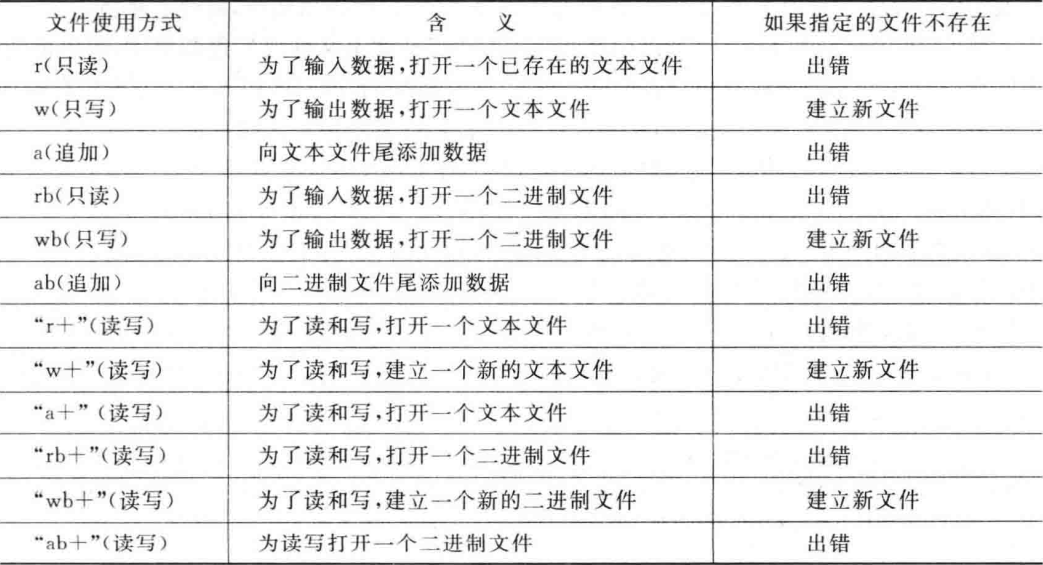 文件使用方式 含 义 如果指定的文件不存在
r(只读) 为了输入数据,打开一个已存在的文本文件 出错
w(只写) 为了输出数据,打开一个文本文件 建立新文件
a(追加) 向文本文件尾添加数据 出错
rb(只读) 为了输入数据,打开一个二进制文件 出错
wb(只写) 为了输出数据,打开一个二进制文件 建立新文件
ab(追加) 向二进制文件尾添加数据 出错
“r+”(读写) 为了读和写,打开一个文本文件 出错
“w+”(读写) 为了读和写,建立一个新的文本文件 建立新文件
“a+” (读写) 为了读和写,打开一个文本文件 出错
“rb+”(读写) 为了读和写,打开一个二进制文件 出错
“wb+”(读写) 为了读和写,建立一个新的二进制文件 建立新文件
“ab+”(读写) 为读写打开一个二进制文件 出错